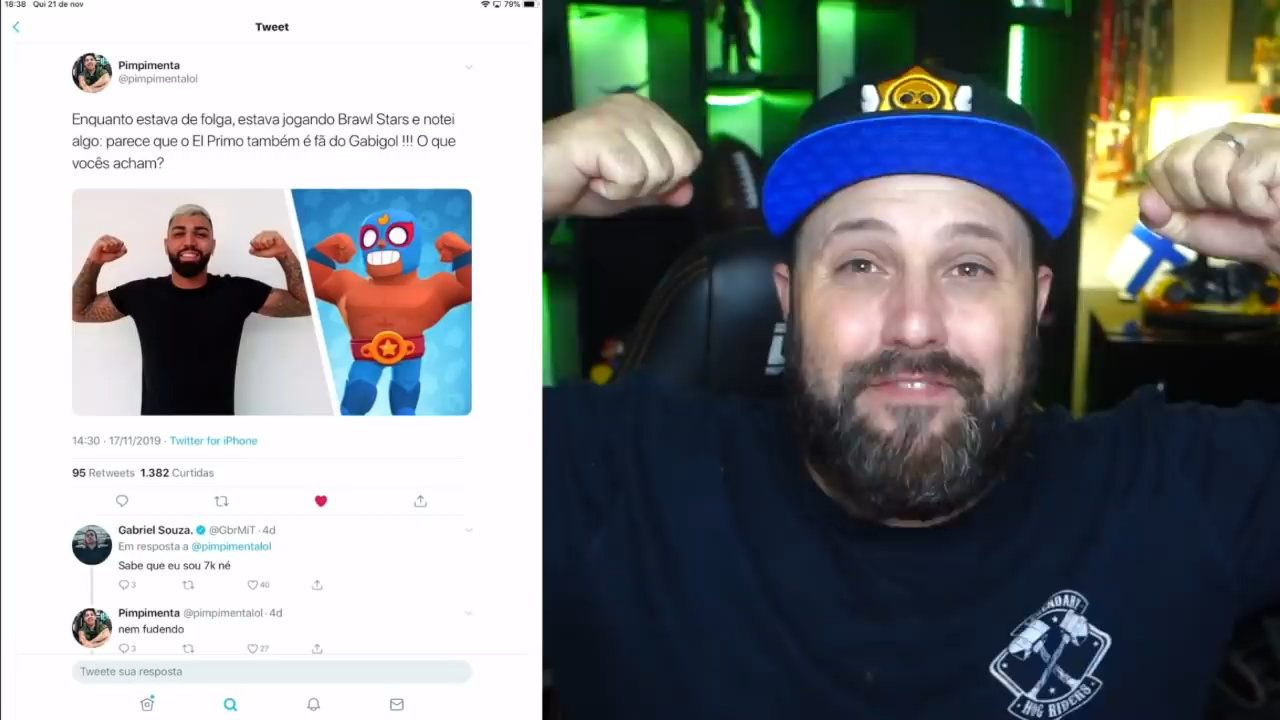 18:38 Qui 21 de nov
79%
Tweet
Pimpimenta
@pimpimentalol
Enquanto estava de folga, estava jogando Brawl Stars e notei
algo: parece que o El Primo também é fã do Gabigol !!! O que
vocês acham?
14:30 · 17/11/2019 · Twitter for iPhone
95 Retweets 1.382 Curtidas
Gabriel Souza. @GbrMiT · 4d
Em resposta a @pimpimentalol
Sabe que eu sou 7k né
3 40
Pimpimenta @pimpimentalol · 4d
nem fudendo
3 27
Tweete sua resposta
HOG RIDERS